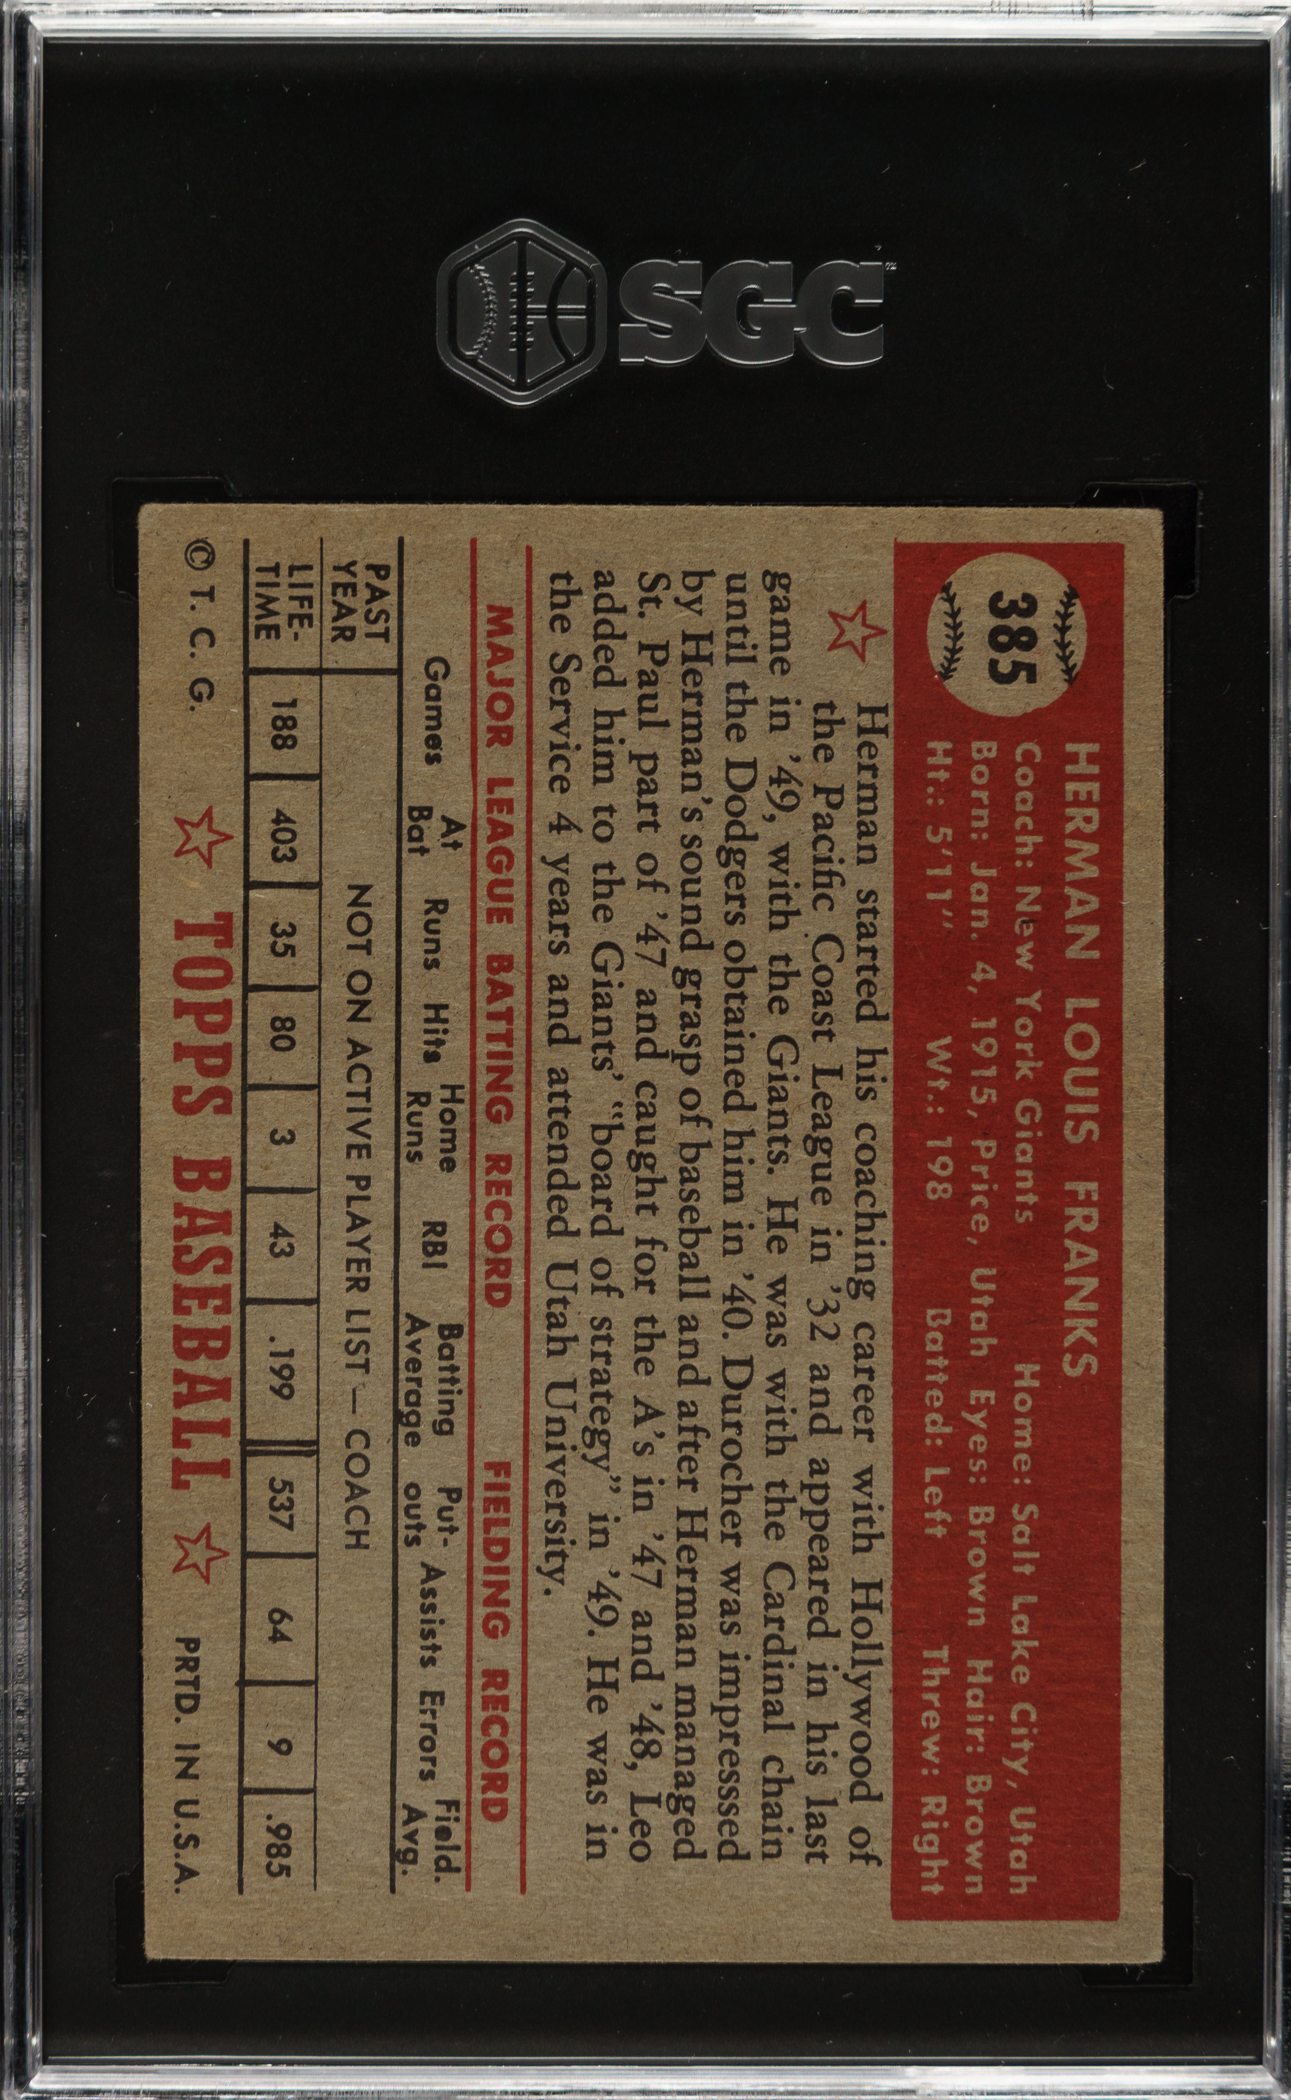 SGC
™
385
HERMAN LOUIS FRANKS
Coach: New York Giants Home: Salt Lake City, Utah
Born: Jan. 4, 1915, Price, Utah Eyes: Brown Hair: Brown
Ht.: 5'11" Wt.: 198 Batted: Left Threw: Right
Herman started his coaching career with Hollywood of
the Pacific Coast League in '32 and appeared in his last
game in '49, with the Giants. He was with the Cardinal chain
until the Dodgers obtained him in '40. Durocher was impressed
by Herman's sound grasp of baseball and after Herman managed
St. Paul part of '47 and caught for the A's in '47 and '48, Leo
added him to the Giants' "board of strategy" in '49. He was in
the Service 4 years and attended Utah University.
MAJOR LEAGUE BATTING RECORD FIELDING RECORD
Games At Bat Runs Hits Home Runs RBI Batting Average Put-outs Assists Errors Field. Avg.
PAST YEAR NOT ON ACTIVE PLAYER LIST — COACH
LIFE-TIME 188 403 35 80 3 43 .199 537 64 9 .985
© T. C. G. TOPPS BASEBALL PRTD. IN U.S.A.